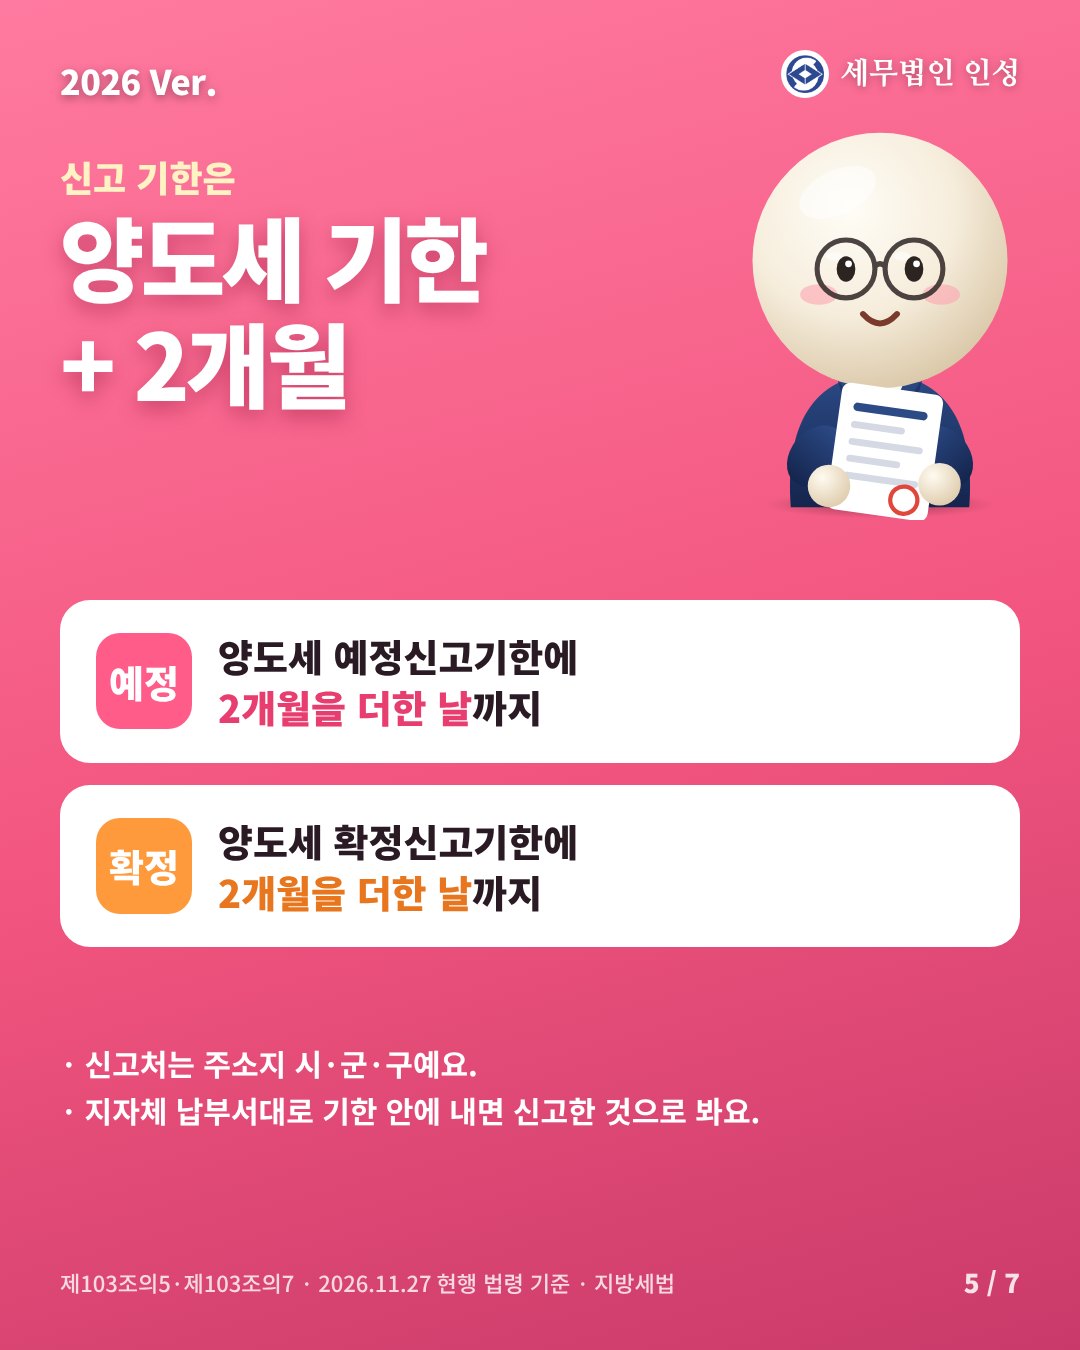 2026 Ver.
세무법인 인성
신고 기한은
양도세 기한
+ 2개월
예정
양도세 예정신고기한에
2개월을 더한 날까지
확정
양도세 확정신고기한에
2개월을 더한 날까지
· 신고처는 주소지 시·군·구예요.
· 지자체 납부서대로 기한 안에 내면 신고한 것으로 봐요.
제103조의5·제103조의7 · 2026.11.27 현행 법령 기준 · 지방세법
5 / 7